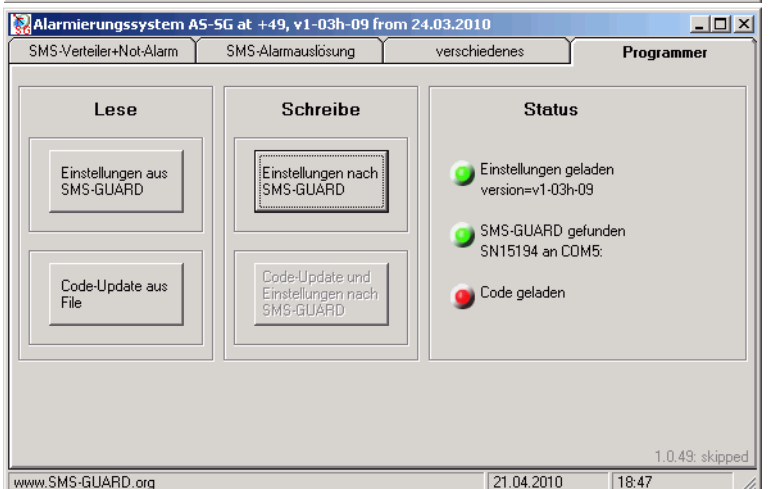 Alarmierungssystem AS-SG at +49, v1-03h-09 from 24.03.2010
SMS-Verteiler+Not-Alarm
SMS-Alarmauslösung
verschiedenes
Programmer
Lese
Einstellungen aus
SMS-GUARD
Code-Update aus
File
Schreibe
Einstellungen nach
SMS-GUARD
Code-Update und
Einstellungen nach
SMS-GUARD
Status
Einstellungen geladen
version=v1-03h-09
SMS-GUARD gefunden
SN15194 an COM5:
Code geladen
1.0.49: skipped
www.SMS-GUARD.org
21.04.2010
18:47